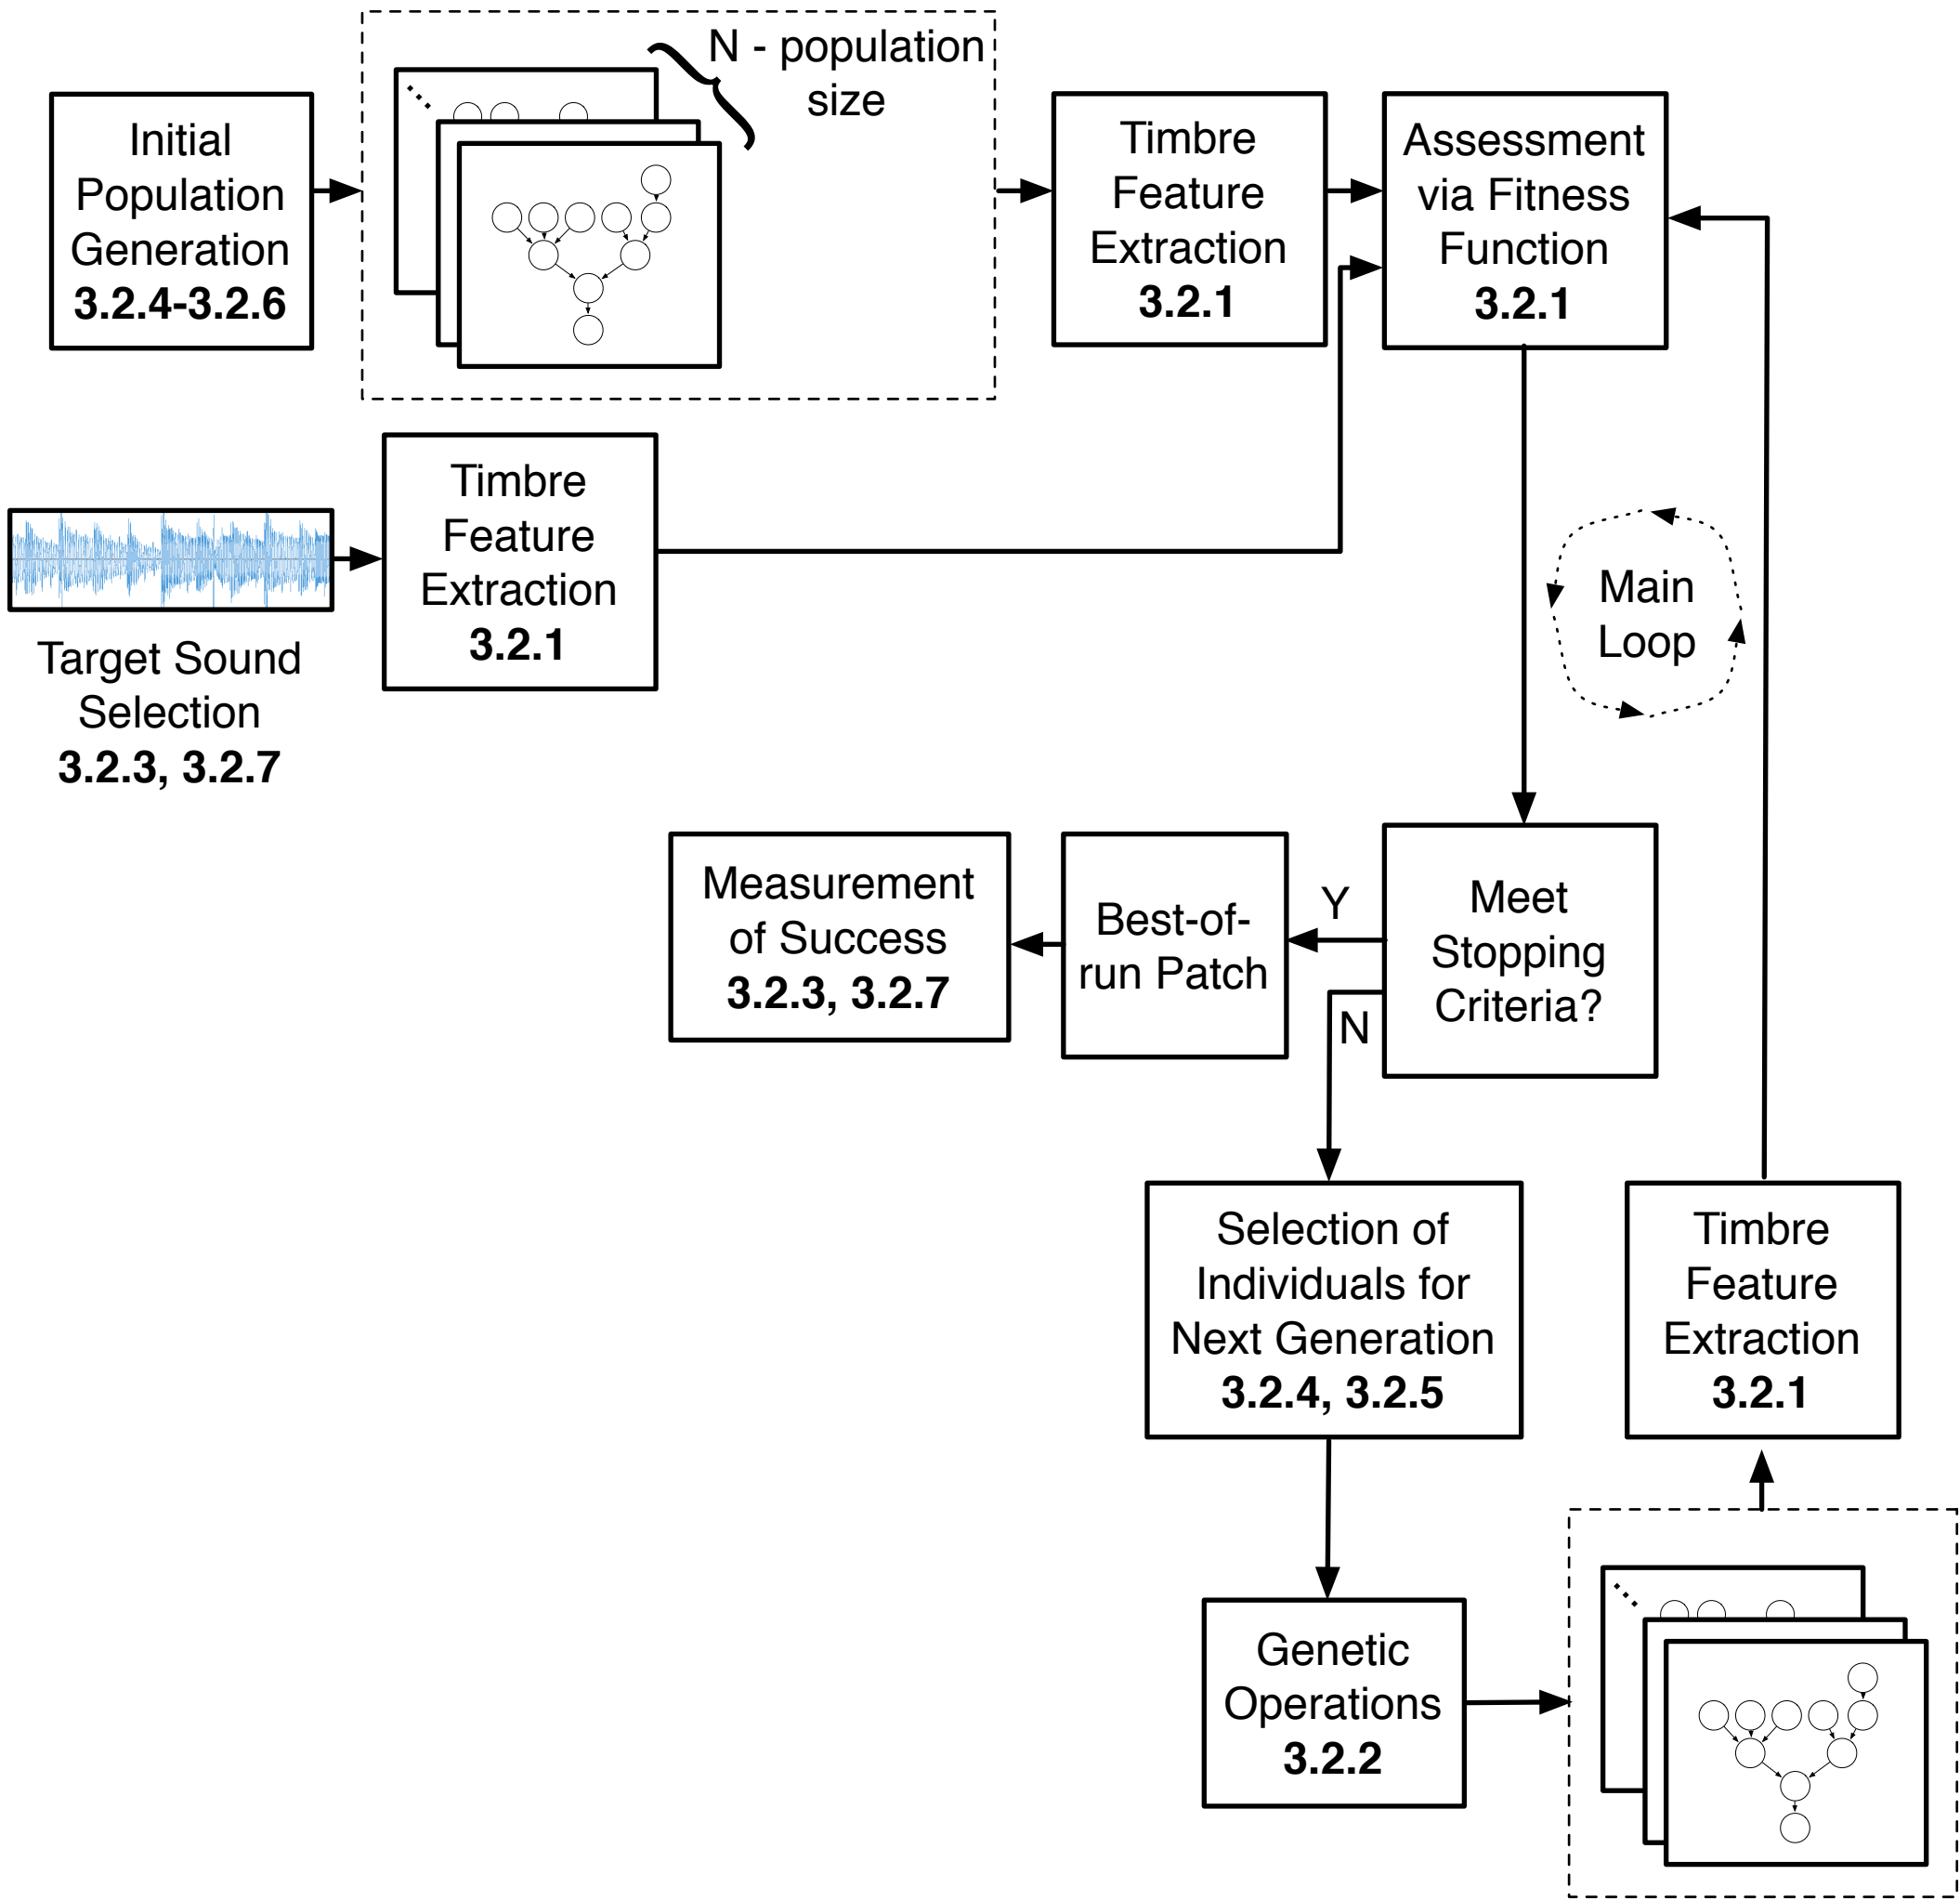 N - population
size
Initial
Population
Generation
3.2.4-3.2.6
Timbre
Feature
Extraction
3.2.1
Assessment
via Fitness
Function
3.2.1
Timbre
Feature
Extraction
3.2.1
Target Sound
Selection
3.2.3, 3.2.7
Main
Loop
Measurement
of Success
3.2.3, 3.2.7
Best-of-
run Patch
Y
N
Meet
Stopping
Criteria?
Selection of
Individuals for
Next Generation
3.2.4, 3.2.5
Timbre
Feature
Extraction
3.2.1
Genetic
Operations
3.2.2